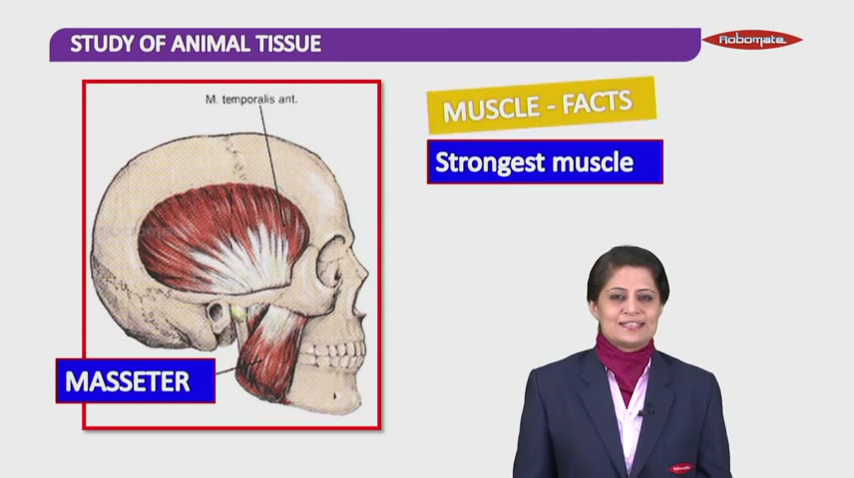 STUDY OF ANIMAL TISSUE
Robomate
M. temporalis ant.
MUSCLE - FACTS
Strongest muscle
MASSETER